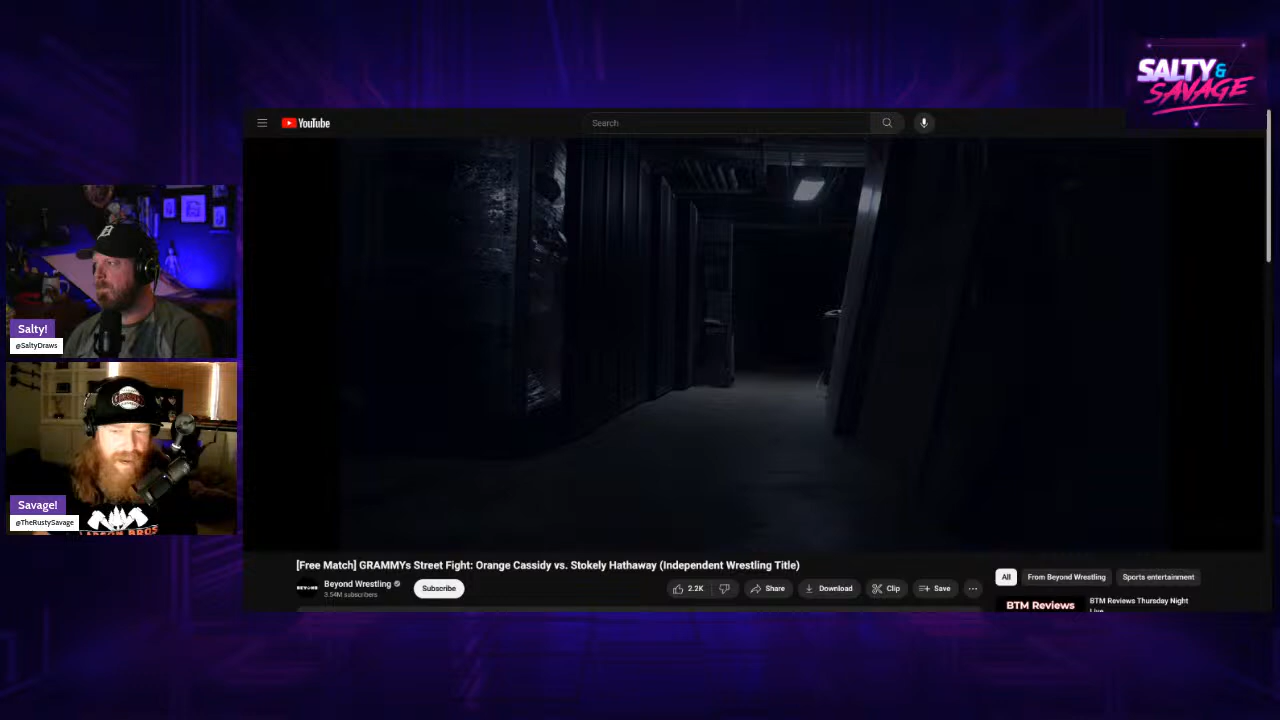 SALTY &
SAVAGE
YouTube
Search
Salty!
@SaltyDraws
Savage!
@TheRustySavage
[Free Match] GRAMMYs Street Fight: Orange Cassidy vs. Stokely Hathaway (Independent Wrestling Title)
Beyond Wrestling
3.54M subscribers
Subscribe
2.2K
Share
Download
Clip
Save
All
From Beyond Wrestling
Sports entertainment
BTM Reviews
BTM Reviews Thursday Night
Live